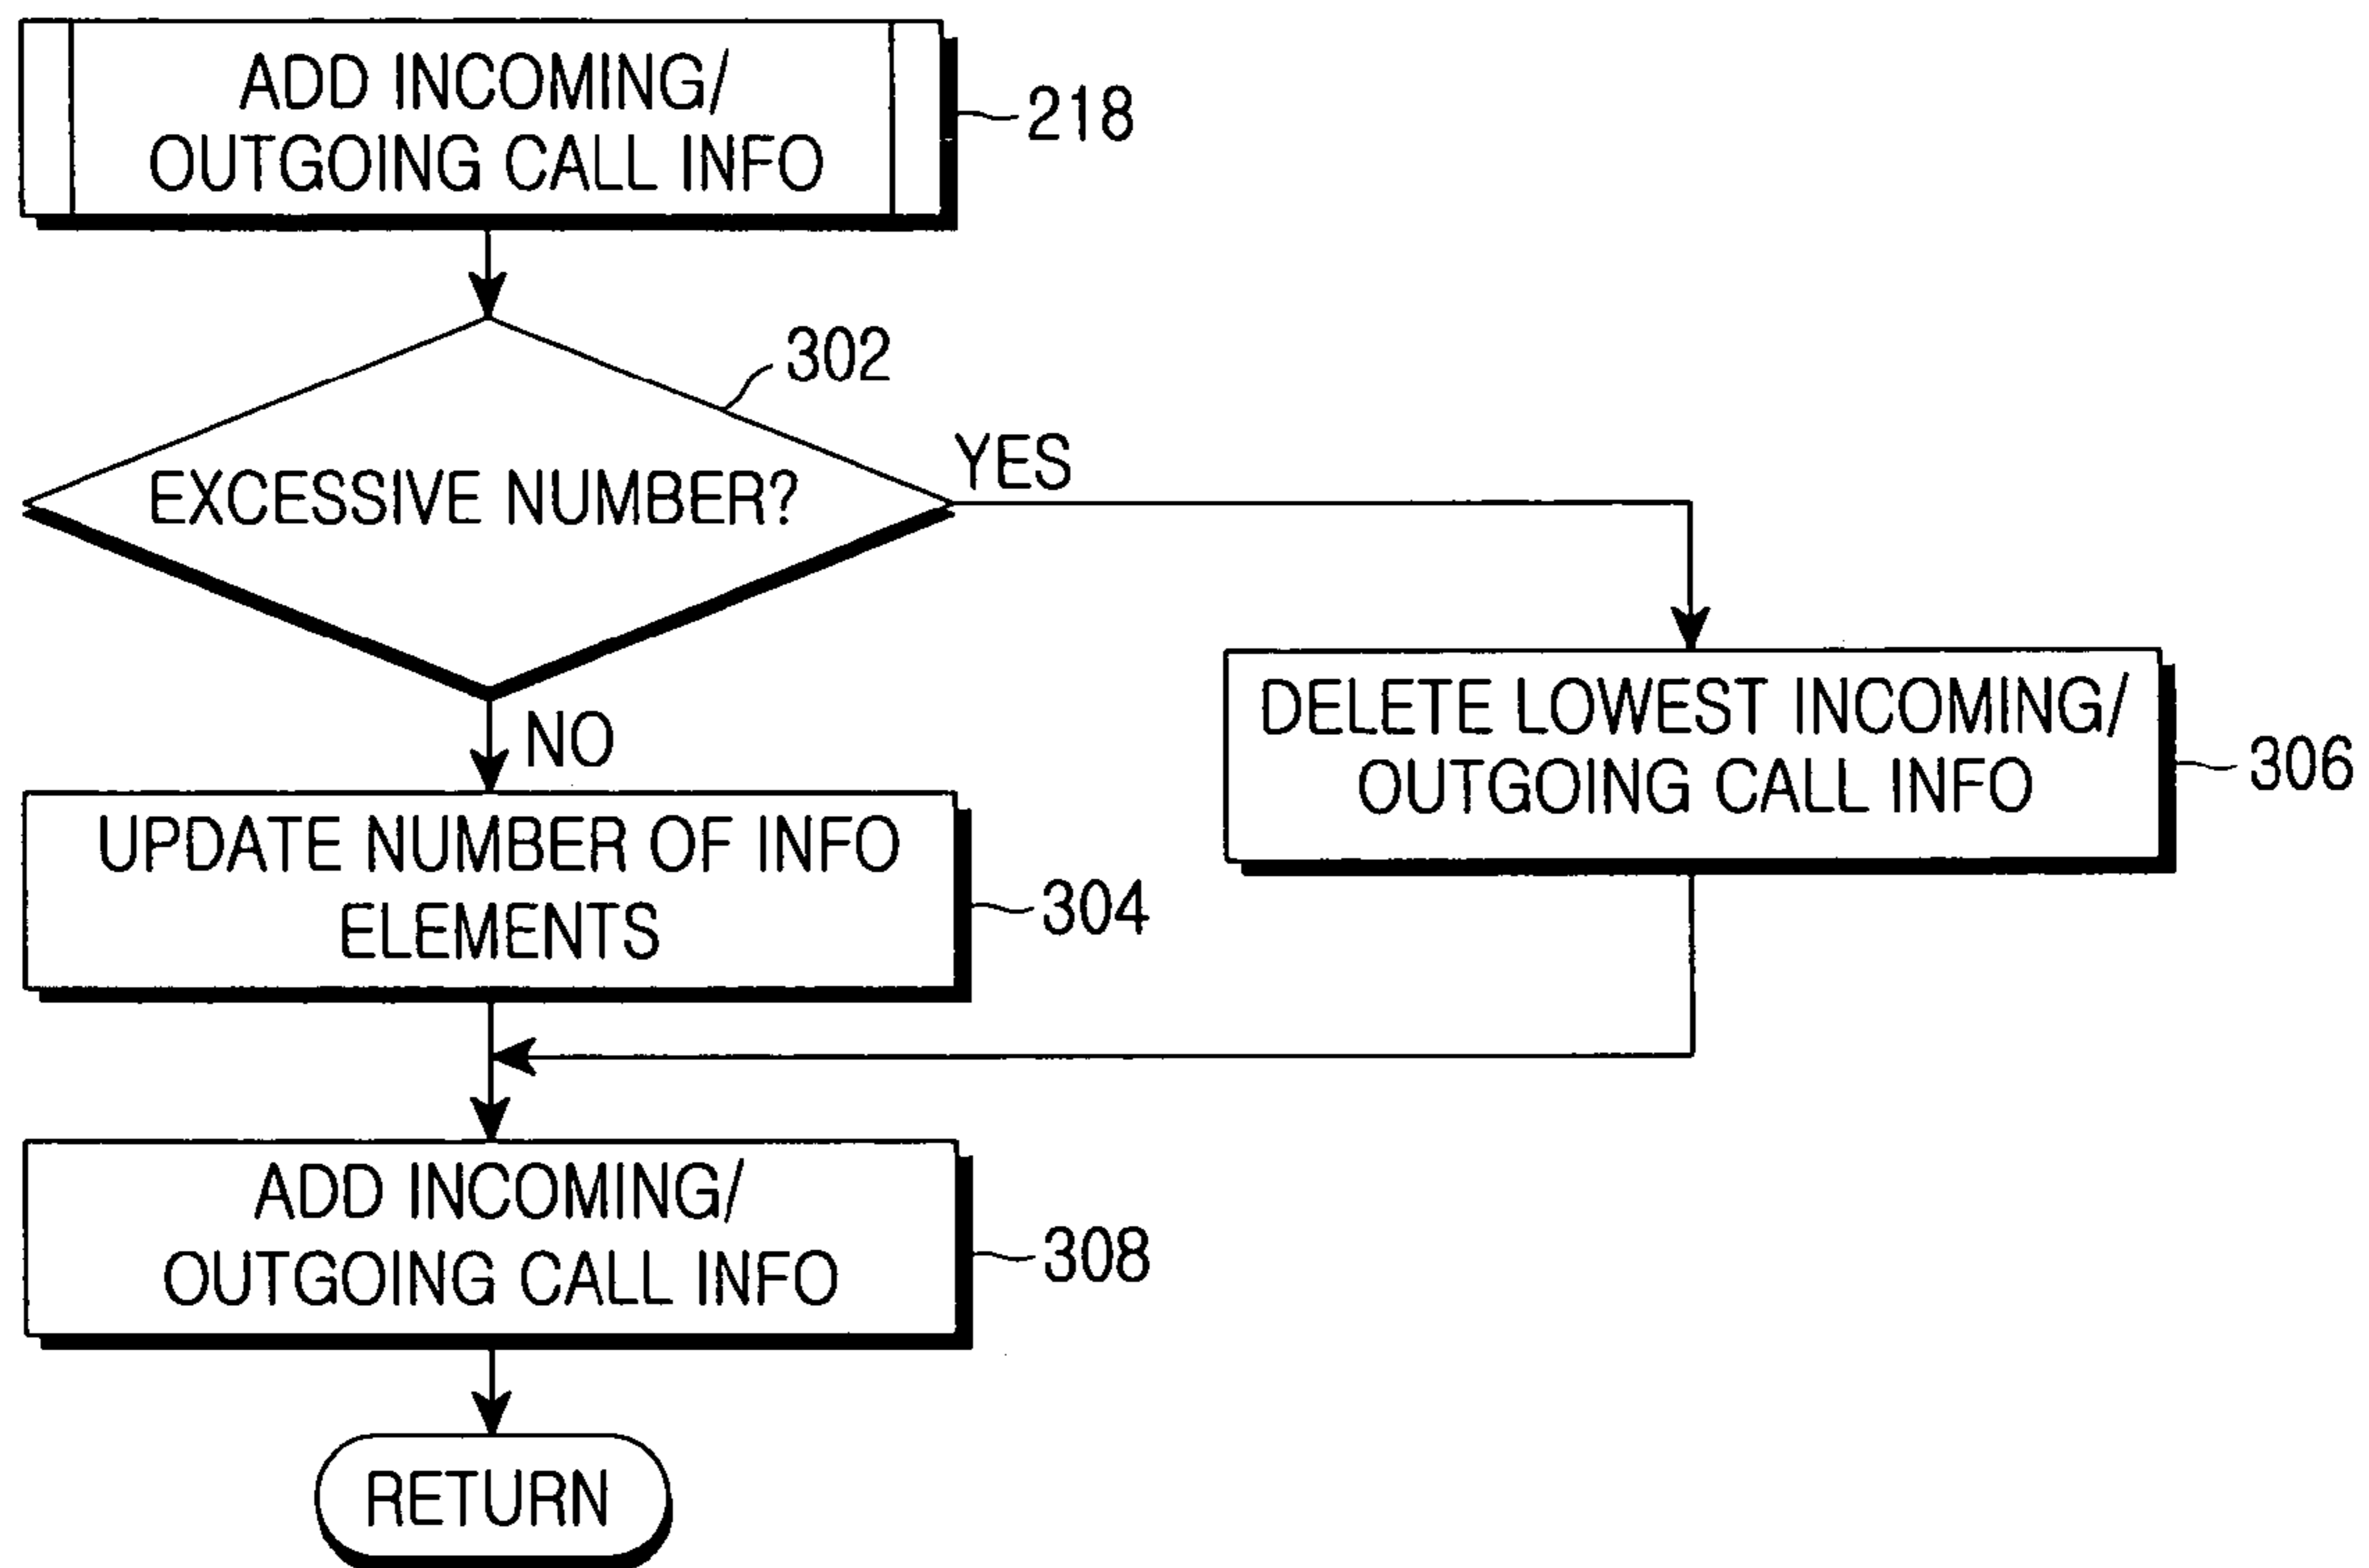 ADD INCOMING/
OUTGOING CALL INFO
218
302
EXCESSIVE NUMBER?
YES
NO
DELETE LOWEST INCOMING/
OUTGOING CALL INFO
306
UPDATE NUMBER OF INFO
ELEMENTS
304
ADD INCOMING/
OUTGOING CALL INFO
308
RETURN